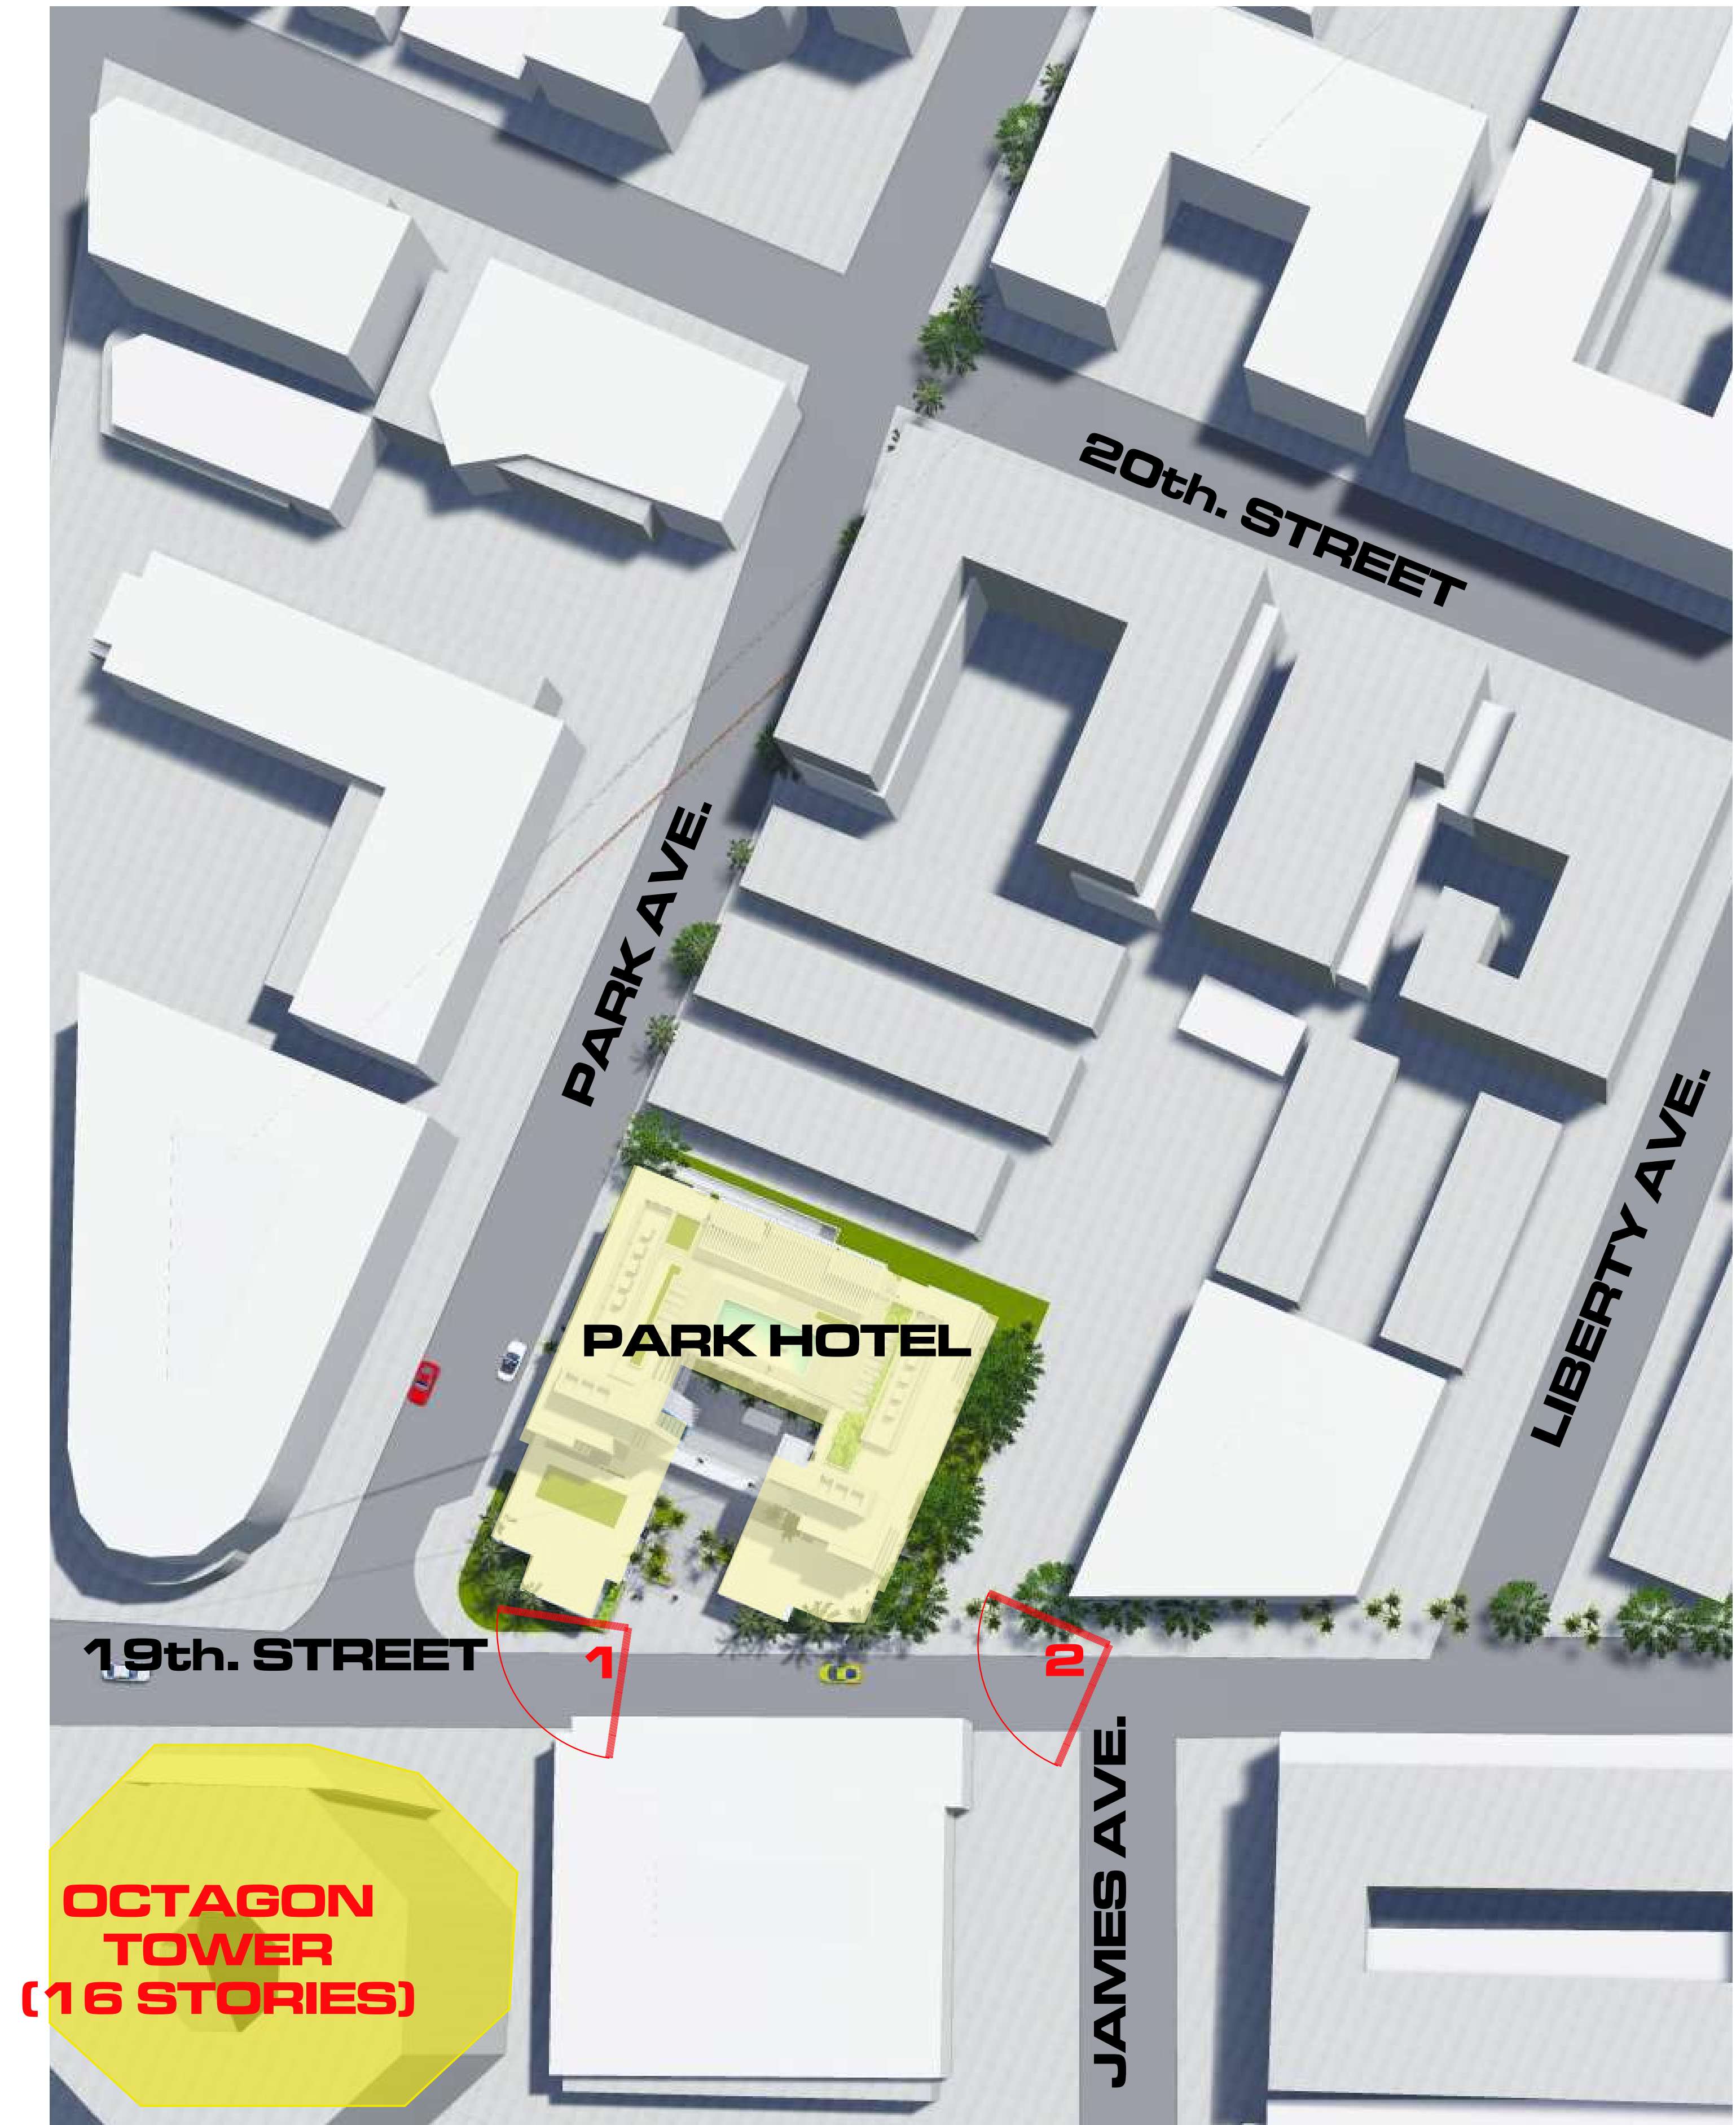 20th. STREET
PARK AVE.
LIBERTY AVE.
PARK HOTEL
19th. STREET
1
2
JAMES AVE.
OCTAGON
TOWER
(16 STORIES)